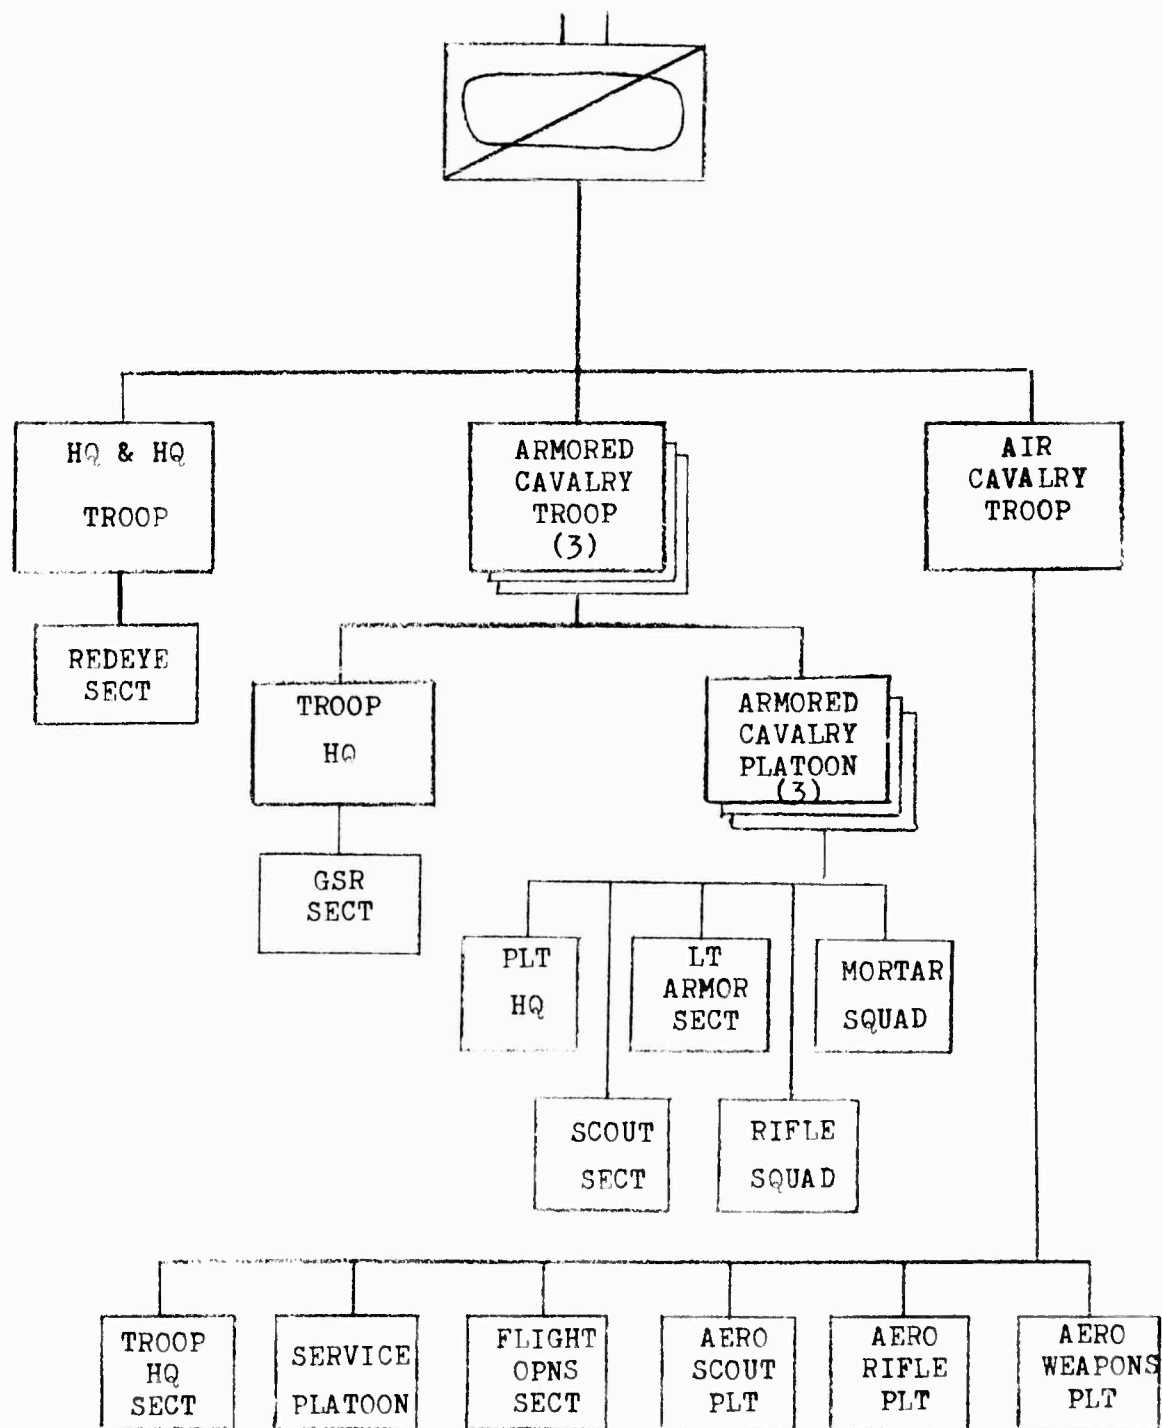 HQ & HQ
TROOP
ARMORED
CAVALRY
TROOP
(3)
AIR
CAVALRY
TROOP
REDEYE
SECT
TROOP
HQ
ARMORED
CAVALRY
PLATOON
(3)
GSR
SECT
PLT
HQ
LT
ARMOR
SECT
MORTAR
SQUAD
SCOUT
SECT
RIFLE
SQUAD
TROOP
HQ
SECT
SERVICE
PLATOON
FLIGHT
OPNS
SECT
AERO
SCOUT
PLT
AERO
RIFLE
PLT
AERO
WEAPONS
PLT